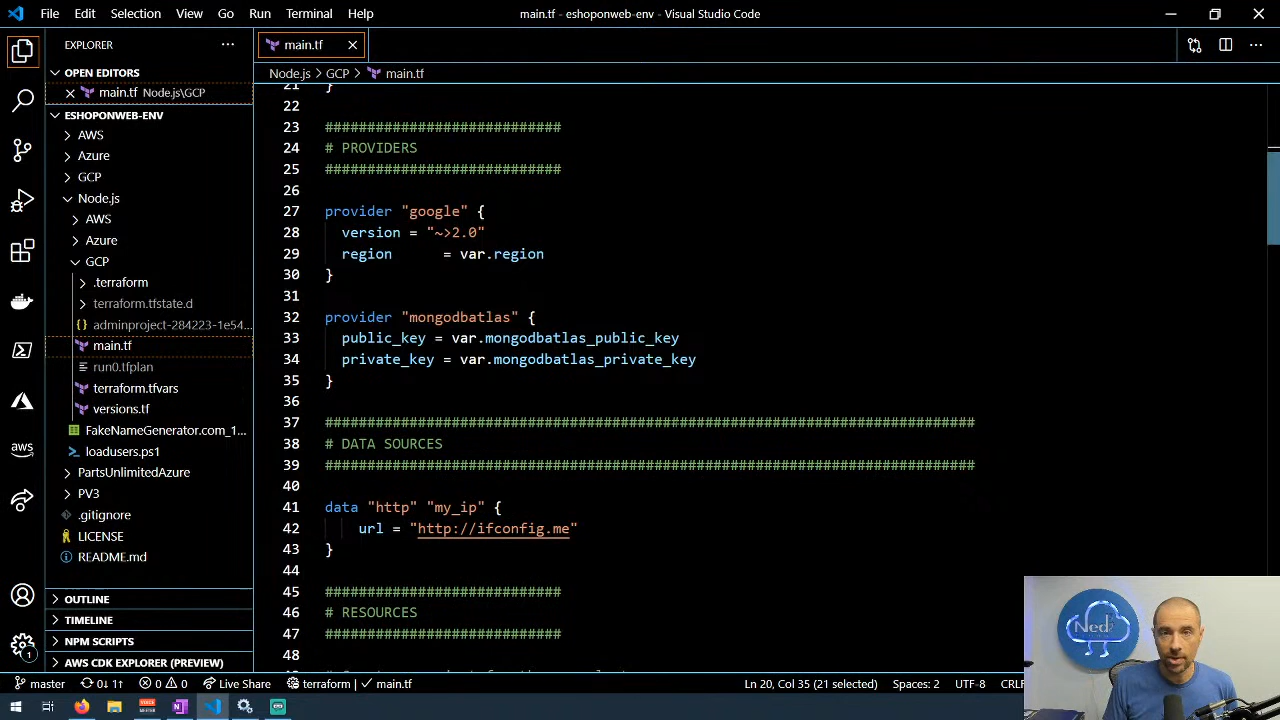 File Edit Selection View Go Run Terminal Help
main.tf - eshoponweb-env - Visual Studio Code
EXPLORER
OPEN EDITORS
main.tf Node.js\GCP
ESHOPONWEB-ENV
AWS
Azure
GCP
Node.js
AWS
Azure
GCP
.terraform
terraform.tfstate.d
adminproject-284223-1e54...
main.tf
run0.tfplan
terraform.tfvars
versions.tf
FakeNameGenerator.com_1...
loadusers.ps1
PartsUnlimitedAzure
PV3
.gitignore
LICENSE
README.md
OUTLINE
TIMELINE
NPM SCRIPTS
AWS CDK EXPLORER (PREVIEW)
aws
1
main.tf
Node.js > GCP > main.tf
21 }
22
23 ############################
24 # PROVIDERS
25 ############################
26
27 provider "google" {
28 version = "~>2.0"
29 region = var.region
30 }
31
32 provider "mongodbatlas" {
33 public_key = var.mongodbatlas_public_key
34 private_key = var.mongodbatlas_private_key
35 }
36
37 #############################################################################
38 # DATA SOURCES
39 #############################################################################
40
41 data "http" "my_ip" {
42 url = "http://ifconfig.me"
43 }
44
45 ############################
46 # RESOURCES
47 ############################
48
Ned
master 0↓ 1↑ 0 0 Live Share terraform | ✓ main.tf
Ln 20, Col 35 (21 selected) Spaces: 2 UTF-8 CRLF